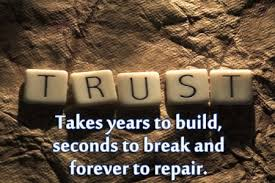 TRUST
Takes years to build,
seconds to break and
forever to repair.